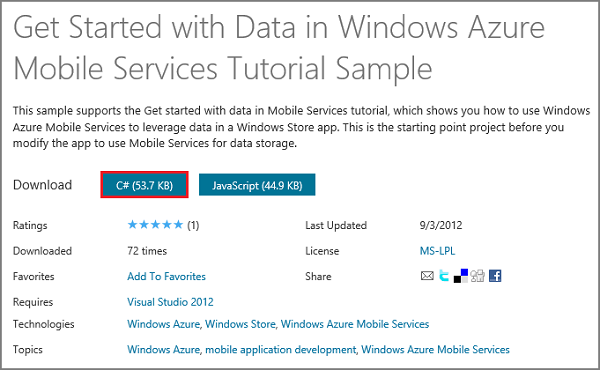 Get Started with Data in Windows Azure
Mobile Services Tutorial Sample
This sample supports the Get started with data in Mobile Services tutorial, which shows you how to use Windows
Azure Mobile Services to leverage data in a Windows Store app. This is the starting point project before you
modify the app to use Mobile Services for data storage.
Download C# (53.7 KB) JavaScript (44.9 KB)
Ratings (1) Last Updated 9/3/2012
Downloaded 72 times License MS-LPL
Favorites Add To Favorites Share
Requires Visual Studio 2012
Technologies Windows Azure, Windows Store, Windows Azure Mobile Services
Topics Windows Azure, mobile application development, Windows Azure Mobile Services